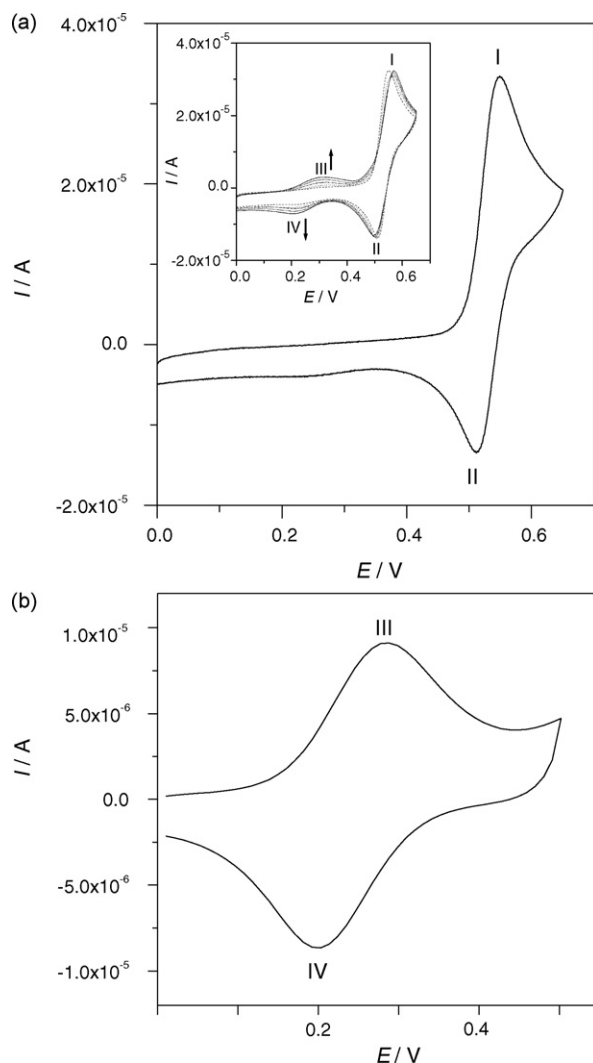 (a)
4.0x10⁻⁵
2.0x10⁻⁵
0.0
-2.0x10⁻⁵
I / A
0.0 0.2 0.4 0.6
E / V
I
II
4.0x10⁻⁵
2.0x10⁻⁵
0.0
-2.0x10⁻⁵
I / A
0.0 0.2 0.4 0.6
E / V
I
III
IV
II
(b)
1.0x10⁻⁵
5.0x10⁻⁶
0.0
-5.0x10⁻⁶
-1.0x10⁻⁵
I / A
III
IV
0.2 0.4
E / V